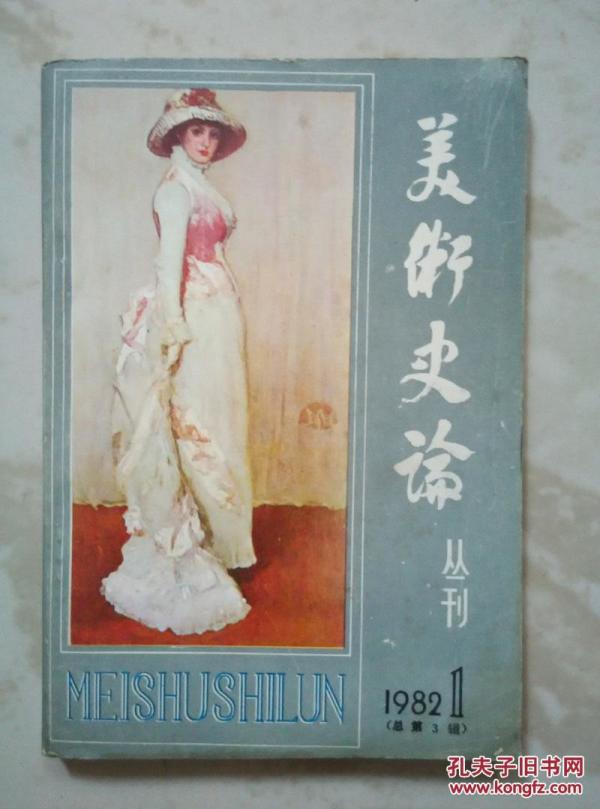 美術史論
丛刊
MEISHUSHILUN
1982 1
(总第3辑)
孔夫子旧书网
www.kongfz.com